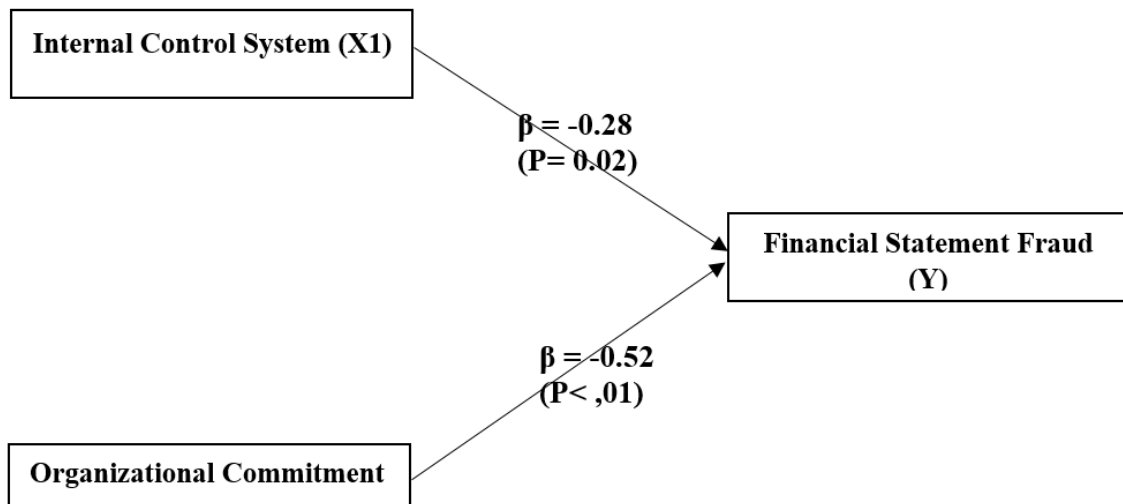 Internal Control System (X1)
β = -0.28
(P= 0.02)
Financial Statement Fraud
(Y)
β = -0.52
(P< ,01)
Organizational Commitment